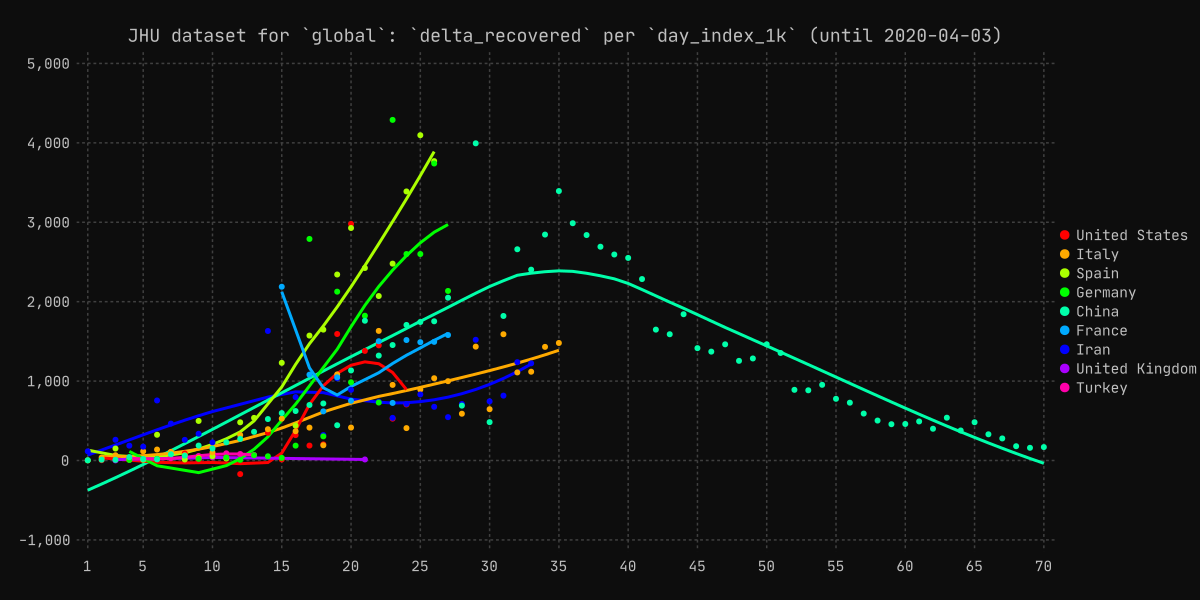 JHU dataset for `global`: `delta_recovered` per `day_index_1k` (until 2020-04-03)
5,000
4,000
3,000
2,000
1,000
0
-1,000
1 5 10 15 20 25 30 35 40 45 50 55 60 65 70
United States
Italy
Spain
Germany
China
France
Iran
United Kingdom
Turkey